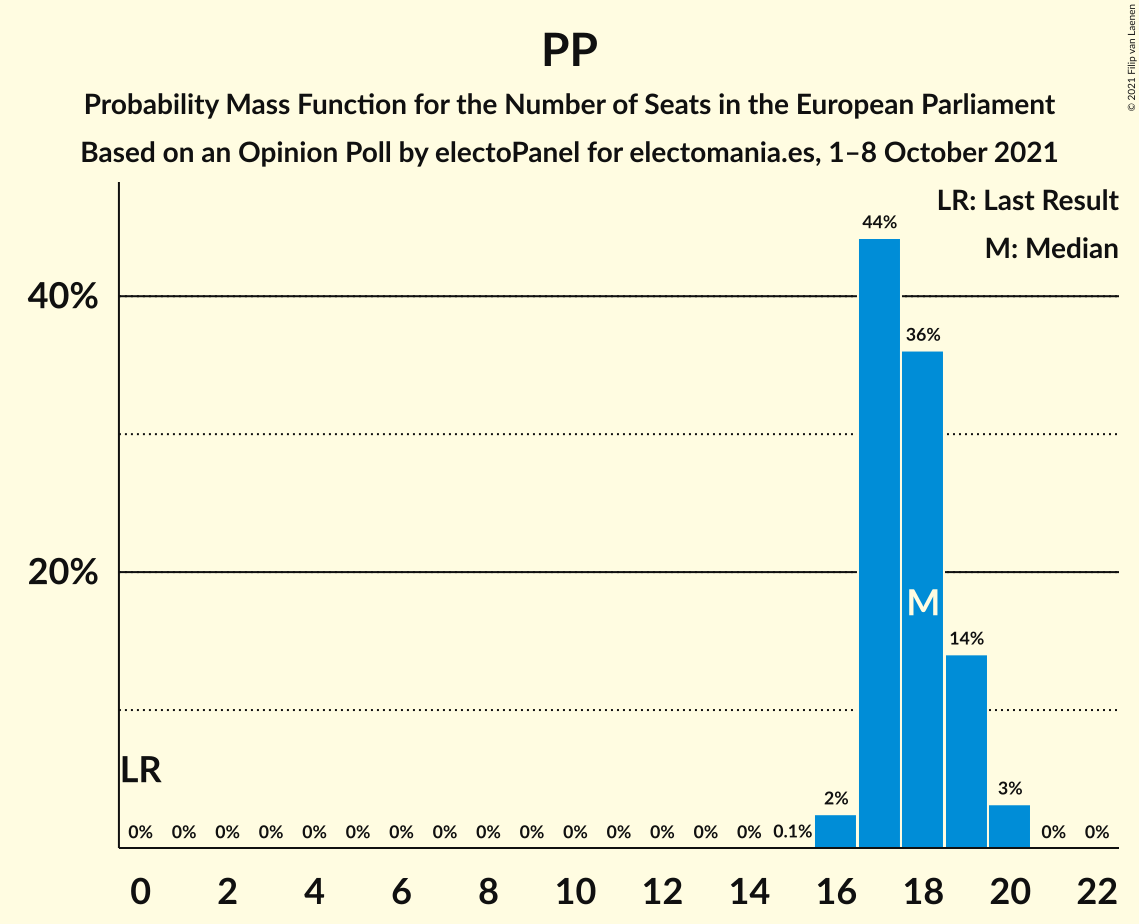 PP
Probability Mass Function for the Number of Seats in the European Parliament
Based on an Opinion Poll by electoPanel for electomania.es, 1–8 October 2021
© 2021 Filip van Laenen
LR: Last Result
M: Median
40%
20%
44%
36%
M
14%
LR
2%
3%
0% 0% 0% 0% 0% 0% 0% 0% 0% 0% 0% 0% 0% 0% 0% 0.1% 0% 0%
0 2 4 6 8 10 12 14 16 18 20 22